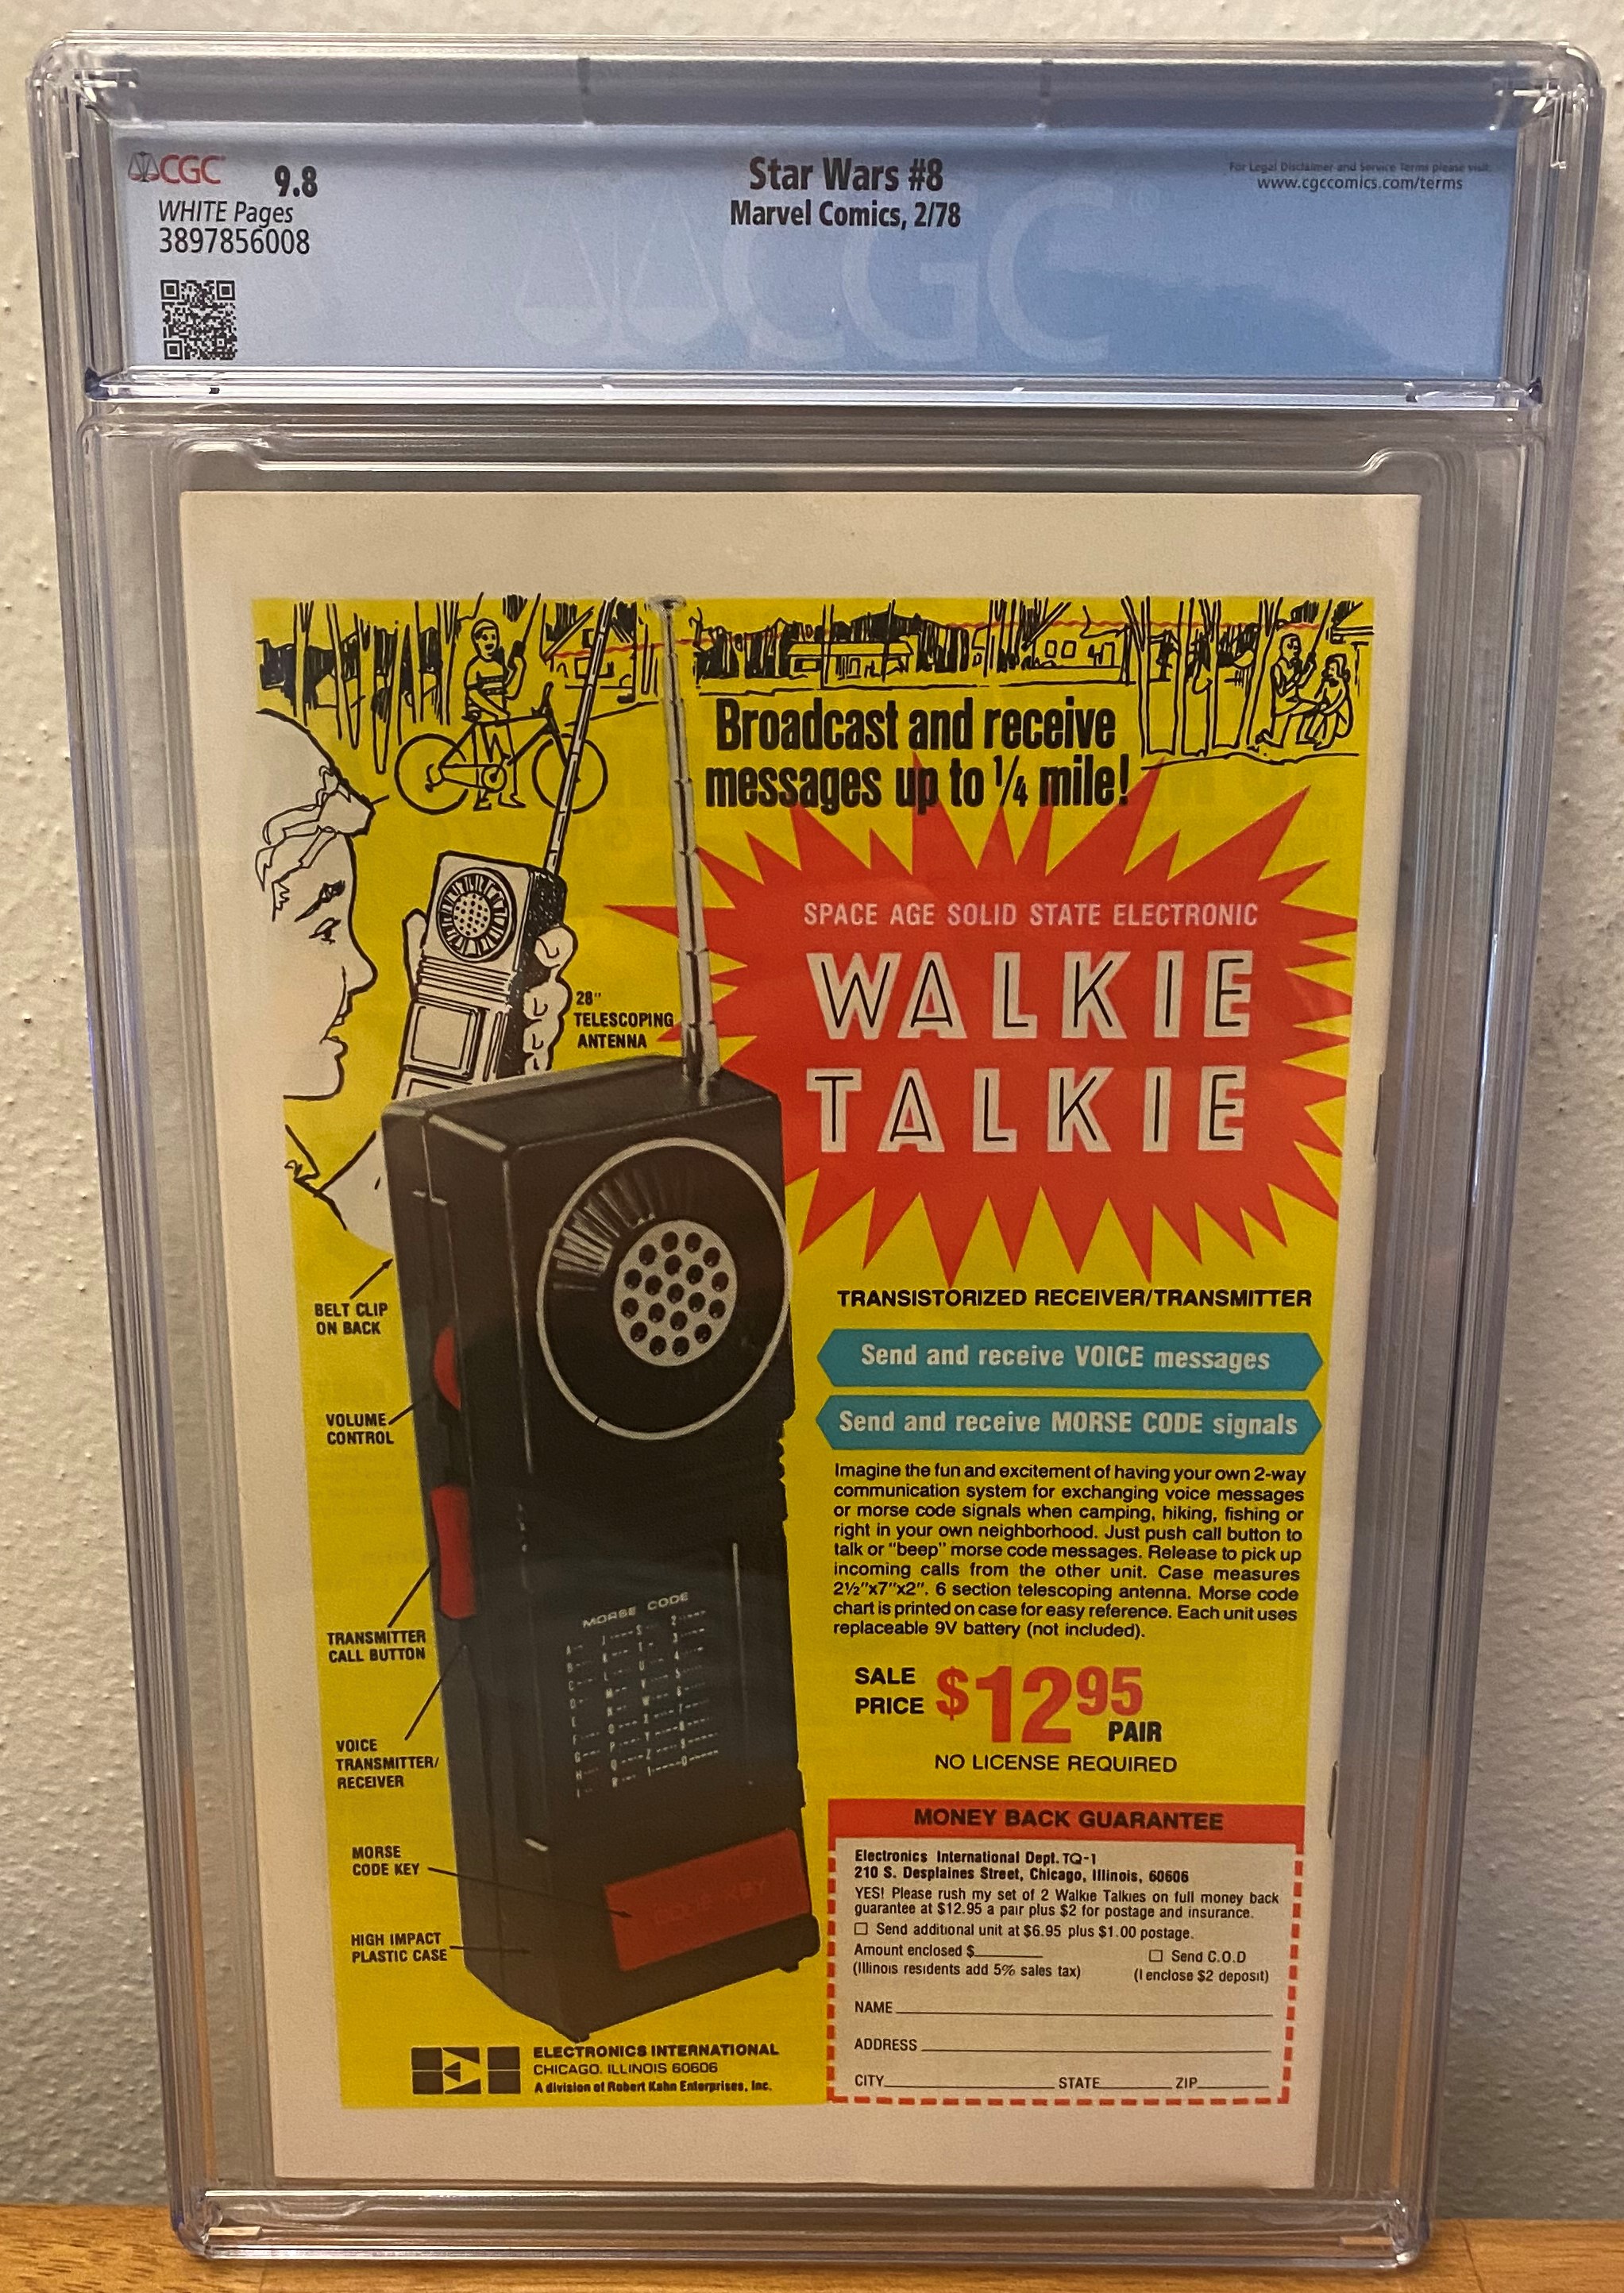 CGC 9.8
WHITE Pages
3897856008
Star Wars #8
Marvel Comics, 2/78
For Legal Disclaimer and Service Terms please visit:
www.cgccomics.com/terms
CGC
Broadcast and receive
messages up to ¼ mile!
SPACE AGE SOLID STATE ELECTRONIC
WALKIE
TALKIE
28"
TELESCOPING
ANTENNA
BELT CLIP
ON BACK
VOLUME
CONTROL
TRANSMITTER
CALL BUTTON
VOICE
TRANSMITTER/
RECEIVER
MORSE
CODE KEY
HIGH IMPACT
PLASTIC CASE
MORSE CODE
CODE KEY
TRANSISTORIZED RECEIVER/TRANSMITTER
Send and receive VOICE messages
Send and receive MORSE CODE signals
Imagine the fun and excitement of having your own 2-way
communication system for exchanging voice messages
or morse code signals when camping, hiking, fishing or
right in your own neighborhood. Just push call button to
talk or "beep" morse code messages. Release to pick up
incoming calls from the other unit. Case measures
2½"x7"x2". 6 section telescoping antenna. Morse code
chart is printed on case for easy reference. Each unit uses
replaceable 9V battery (not included).
SALE
PRICE $12 95
PAIR
NO LICENSE REQUIRED
MONEY BACK GUARANTEE
Electronics International Dept. TQ-1
210 S. Desplaines Street, Chicago, Illinois, 60606
YES! Please rush my set of 2 Walkie Talkies on full money back
guarantee at $12.95 a pair plus $2 for postage and insurance.
Send additional unit at $6.95 plus $1.00 postage.
Amount enclosed $
Send C.O.D
(Illinois residents add 5% sales tax)
(I enclose $2 deposit)
NAME
ADDRESS
CITY STATE ZIP
ELECTRONICS INTERNATIONAL
CHICAGO, ILLINOIS 60606
A division of Robert Kahn Enterprises, Inc.